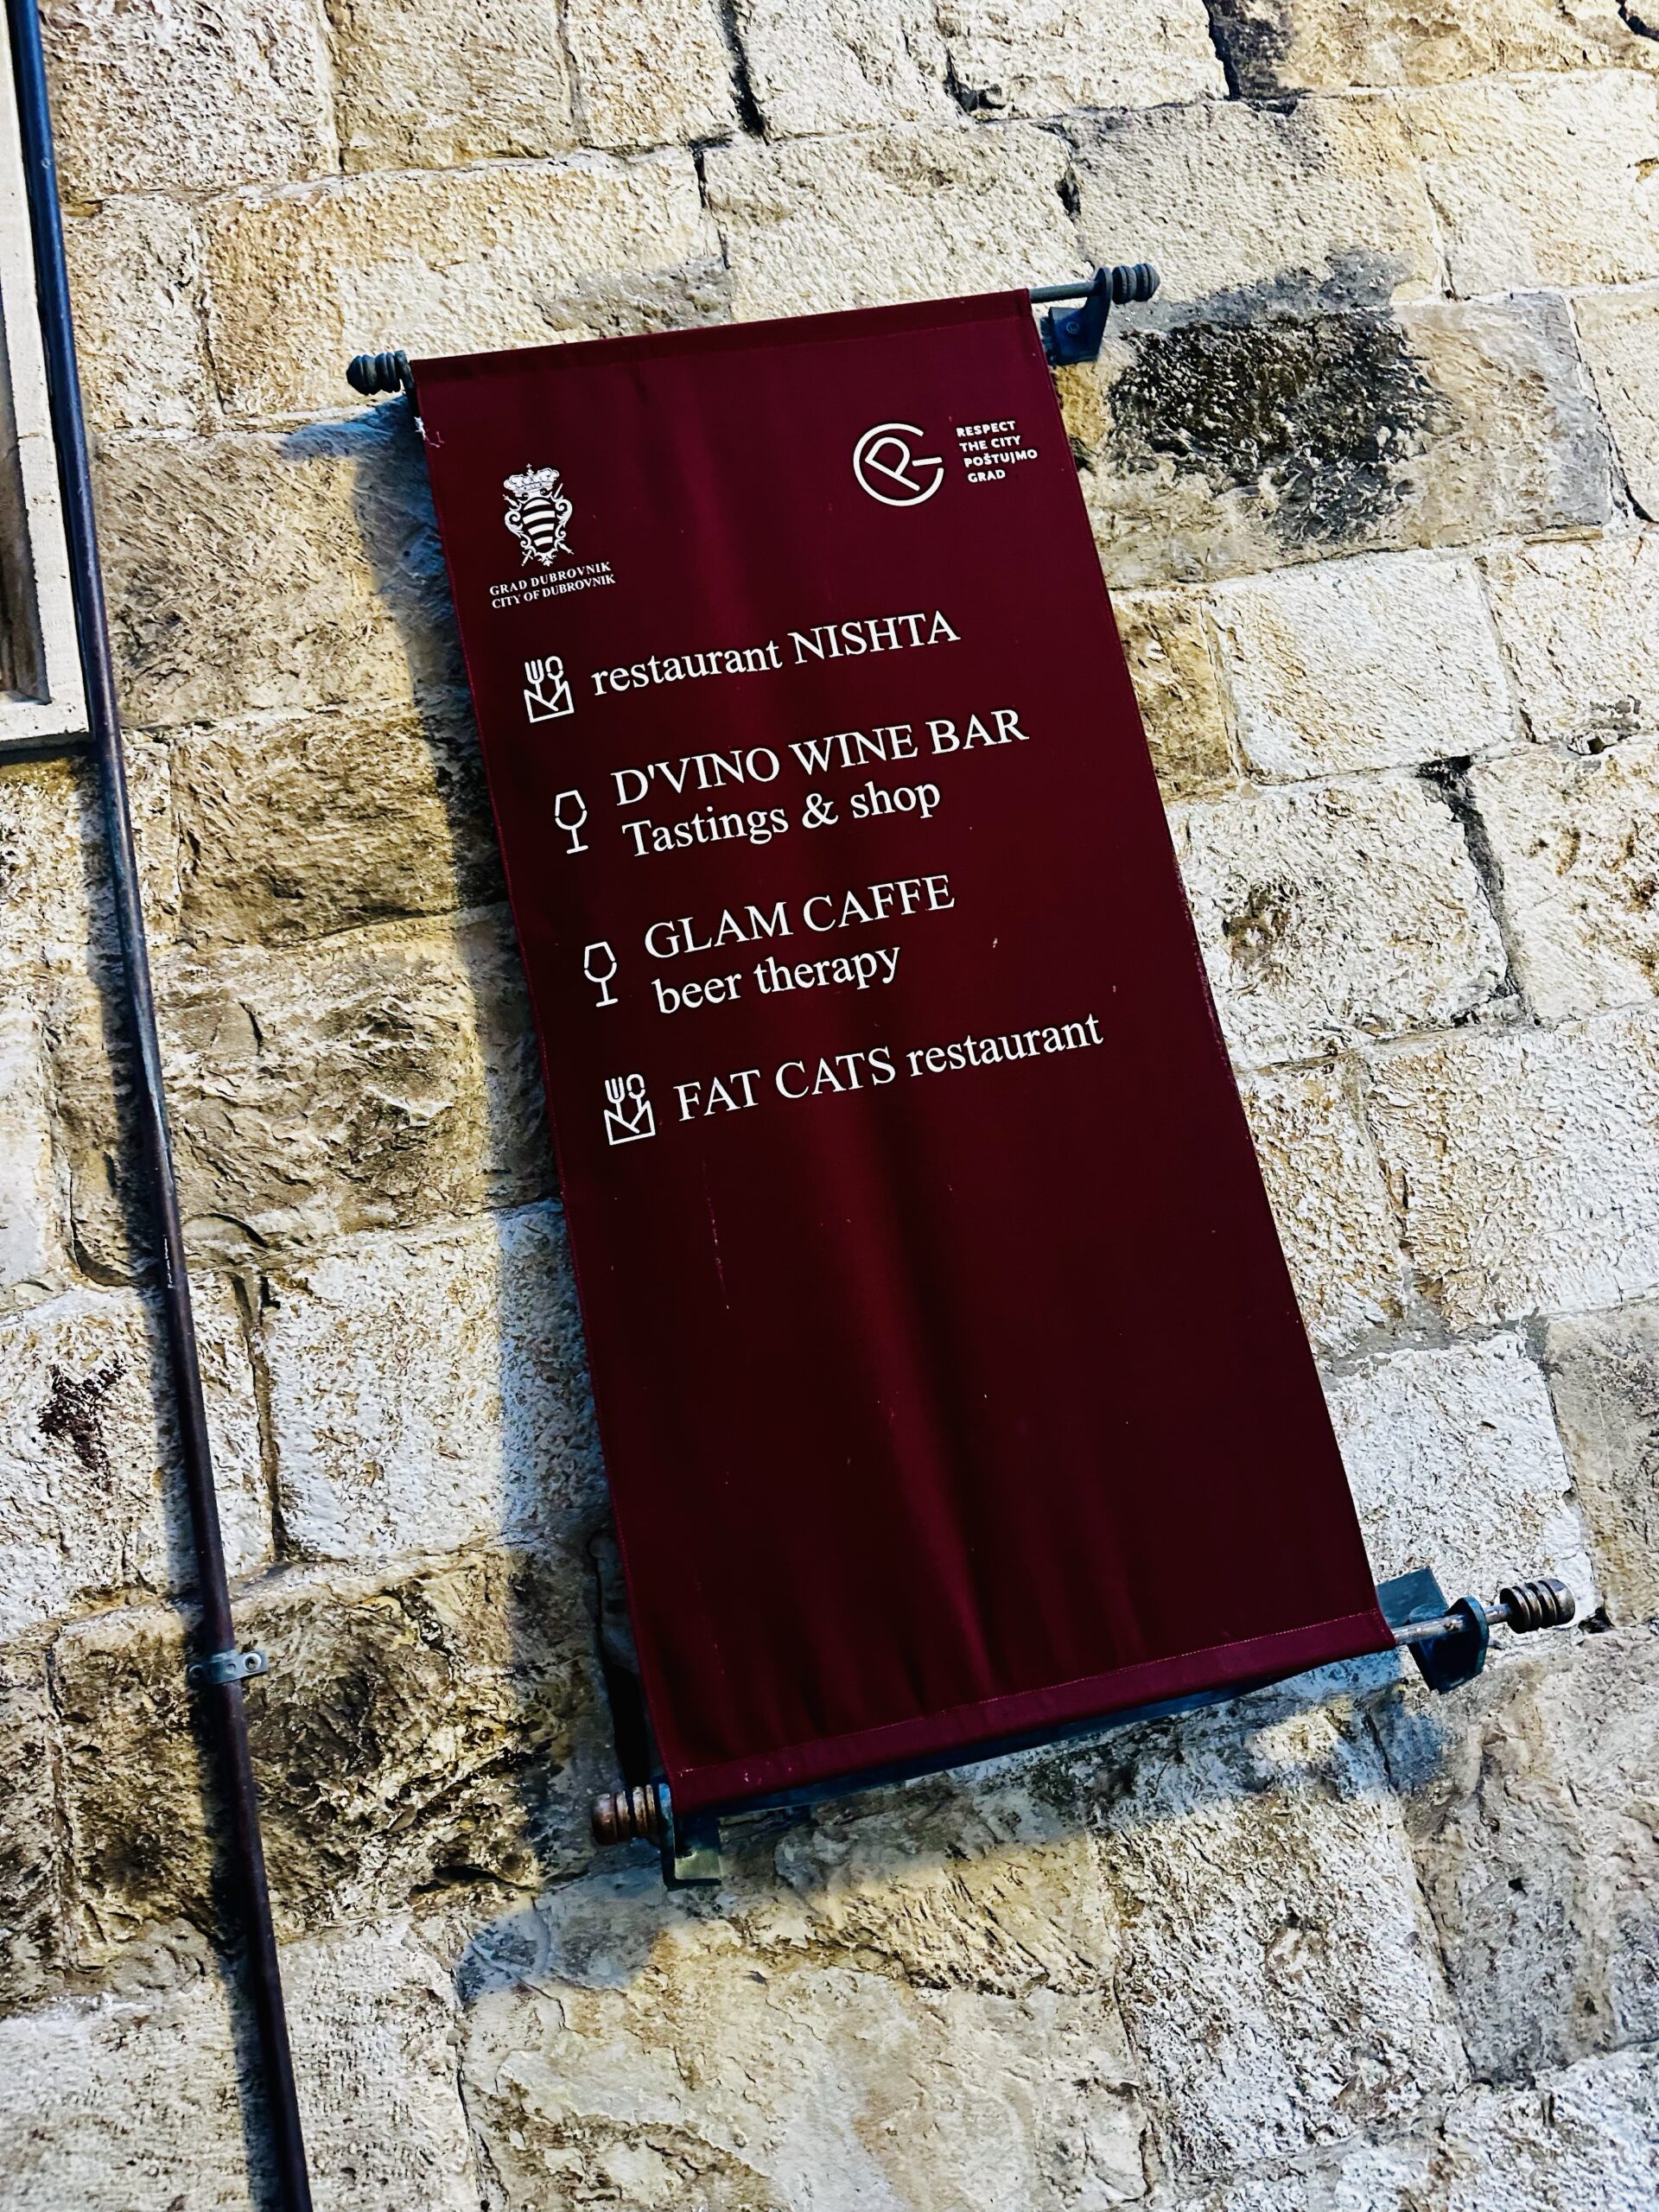 GRAD DUBROVNIK
CITY OF DUBROVNIK
RESPECT
THE CITY
POŠTUJMO
GRAD
restaurant NISHTA
D'VINO WINE BAR
Tastings & shop
GLAM CAFFE
beer therapy
FAT CATS restaurant